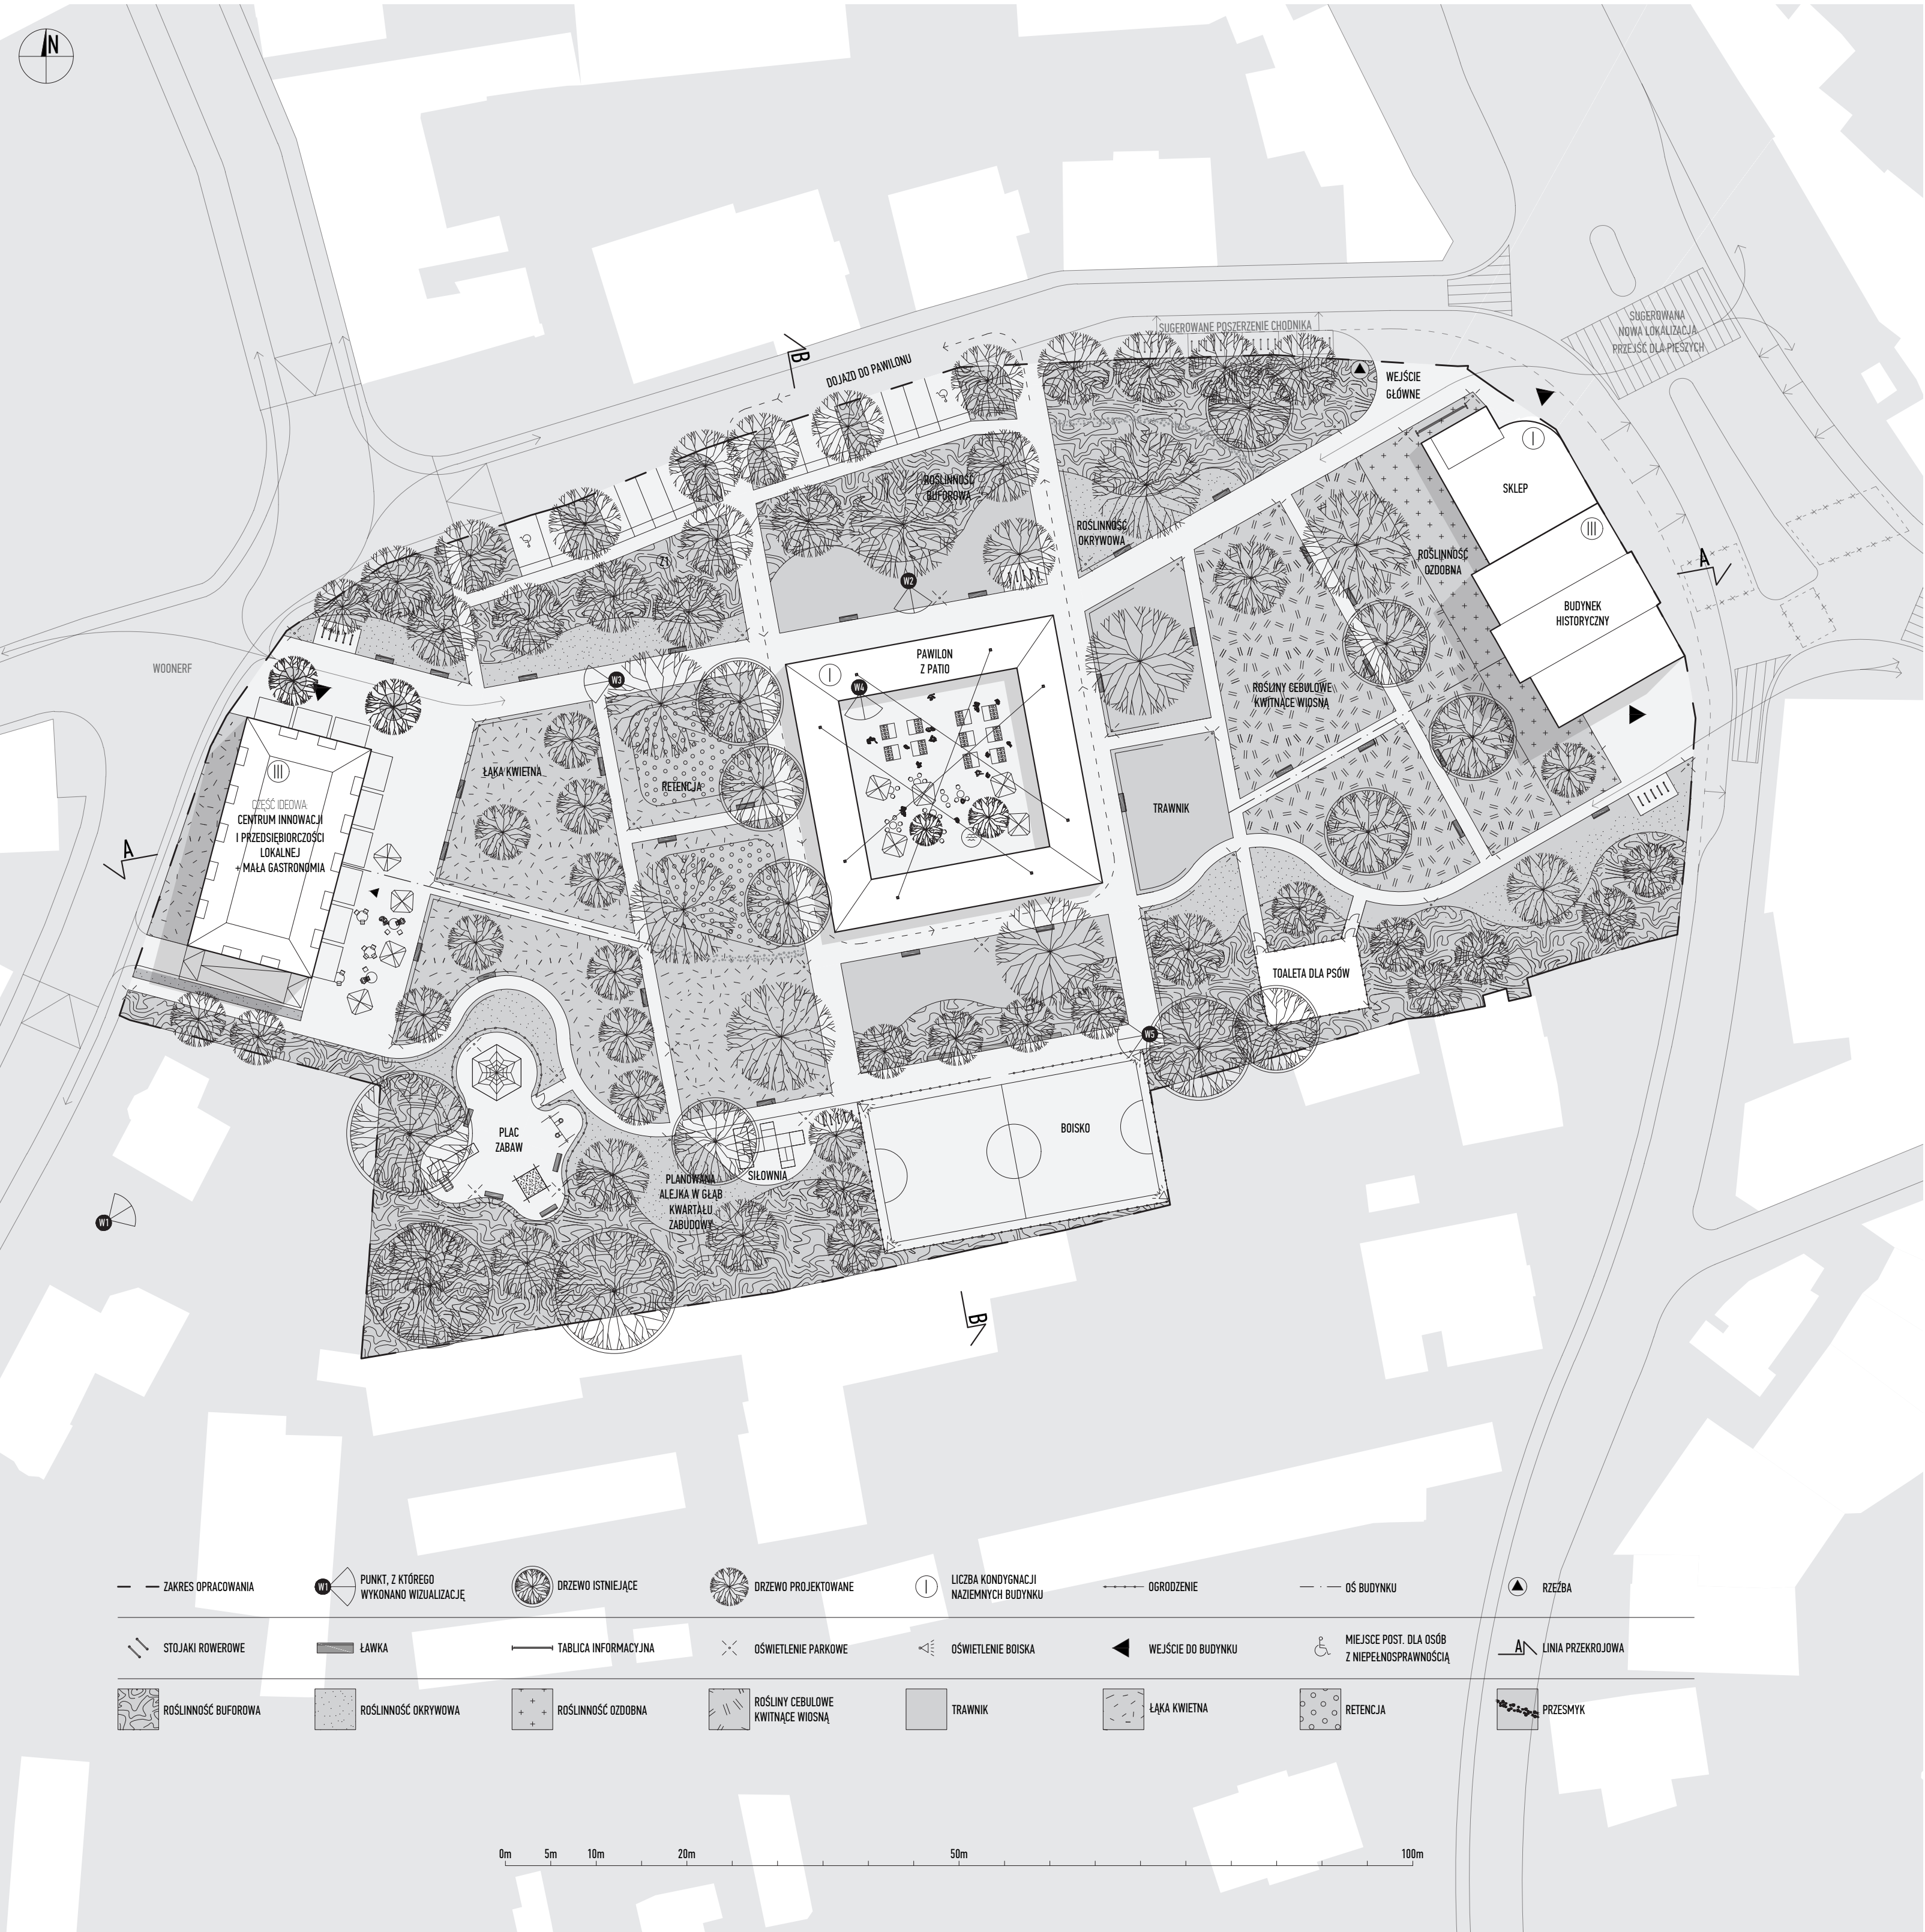 N
SUGEROWANE POSZERZENIE CHODNIKA
SUGEROWANA
NOWA LOKALIZACJA
PRZEJŚĆ DLA PIESZYCH
B
DOJAZD DO PAWILONU
WEJŚCIE
GŁÓWNE
I
SKLEP
III
ROŚLINNOŚĆ
BUFOROWA
ROŚLINNOŚĆ
OKRYWOWA
ROŚLINNOŚĆ
OZDOBNA
A
Z1
W2
BUDYNEK
HISTORYCZNY
WOONERF
PAWILON
Z PATIO
I
W3
W4
ROŚLINY CEBULOWE
KWITNĄCE WIOSNĄ
III
ŁĄKA KWIETNA
RETENCJA
TRAWNIK
CZĘŚĆ IDEOWA:
CENTRUM INNOWACJI
I PRZEDSIĘBIORCZOŚCI
LOKALNEJ
+ MAŁA GASTRONOMIA
A
TOALETA DLA PSÓW
W5
PLAC
ZABAW
BOISKO
SIŁOWNIA
PLANOWANA
ALEJKA W GŁĄB
KWARTAŁU
ZABUDOWY
W1
B
ZAKRES OPRACOWANIA
W1
PUNKT, Z KTÓREGO
WYKONANO WIZUALIZACJĘ
DRZEWO ISTNIEJĄCE
DRZEWO PROJEKTOWANE
I
LICZBA KONDYGNACJI
NAZIEMNYCH BUDYNKU
OGRODZENIE
OŚ BUDYNKU
RZEŹBA
STOJAKI ROWEROWE
ŁAWKA
TABLICA INFORMACYJNA
OŚWIETLENIE PARKOWE
OŚWIETLENIE BOISKA
WEJŚCIE DO BUDYNKU
MIEJSCE POST. DLA OSÓB
Z NIEPEŁNOSPRAWNOŚCIĄ
A
LINIA PRZEKROJOWA
ROŚLINNOŚĆ BUFOROWA
ROŚLINNOŚĆ OKRYWOWA
ROŚLINNOŚĆ OZDOBNA
ROŚLINY CEBULOWE
KWITNĄCE WIOSNĄ
TRAWNIK
ŁĄKA KWIETNA
RETENCJA
PRZESMYK
0m 5m 10m 20m 50m 100m